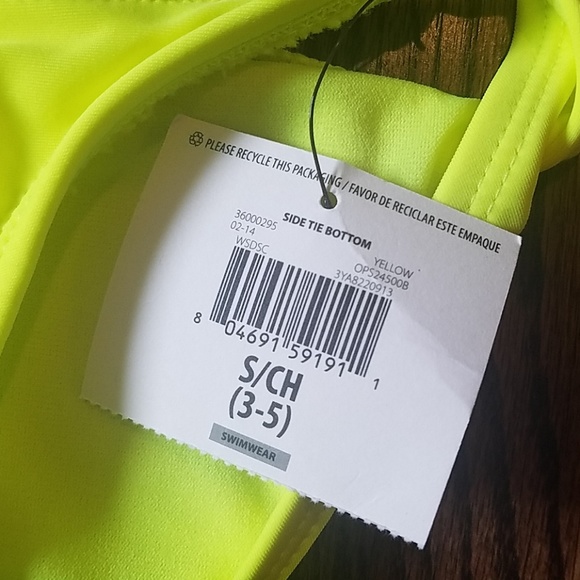 PLEASE RECYCLE THIS PACKAGING / FAVOR DE RECICLAR ESTE EMPAQUE
SIDE TIE BOTTOM
36000295
02-14
WSDSC
YELLOW
OPS24500B
3YA8220913
8 04691 59191 1
S/CH
(3-5)
SWIMWEAR